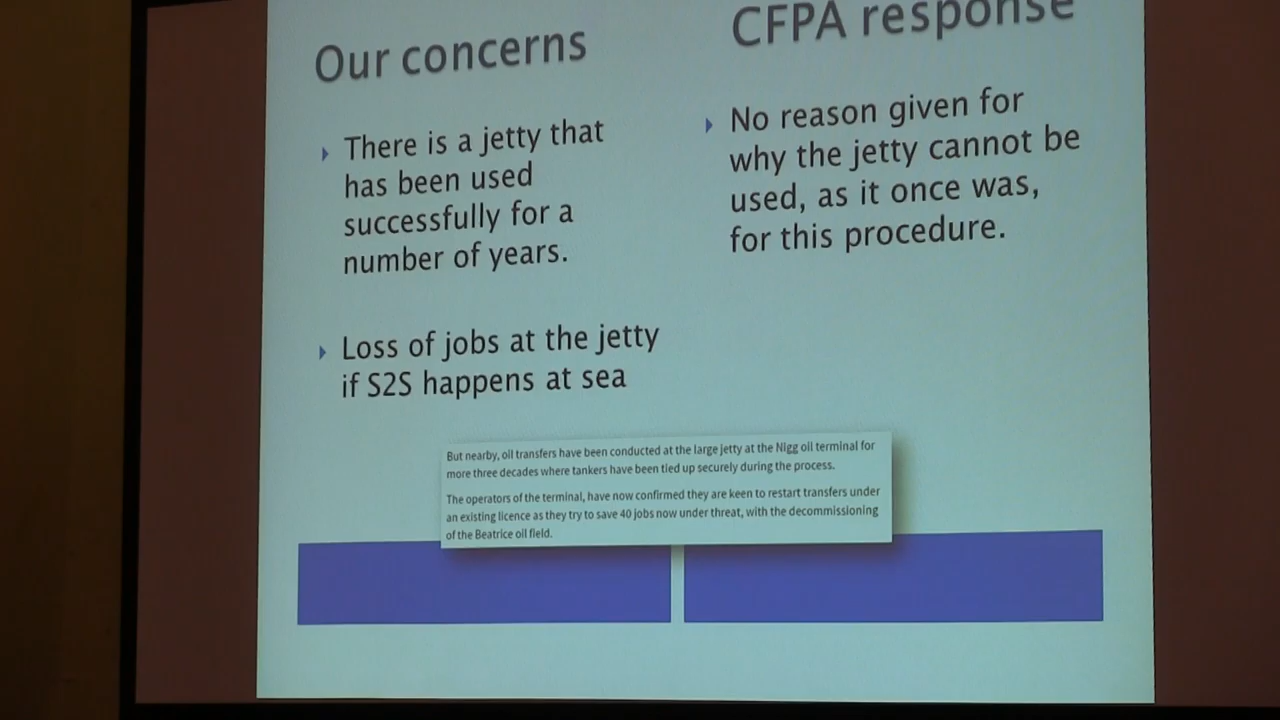 Our concerns
There is a jetty that
has been used
successfully for a
number of years.
Loss of jobs at the jetty
if S2S happens at sea
CFPA response
No reason given for
why the jetty cannot be
used, as it once was,
for this procedure.
But nearby, oil transfers have been conducted at the large jetty at the Nigg oil terminal for
more three decades where tankers have been tied up securely during the process.
The operators of the terminal, have now confirmed they are keen to restart transfers under
an existing licence as they try to save 40 jobs now under threat, with the decommissioning
of the Beatrice oil field.